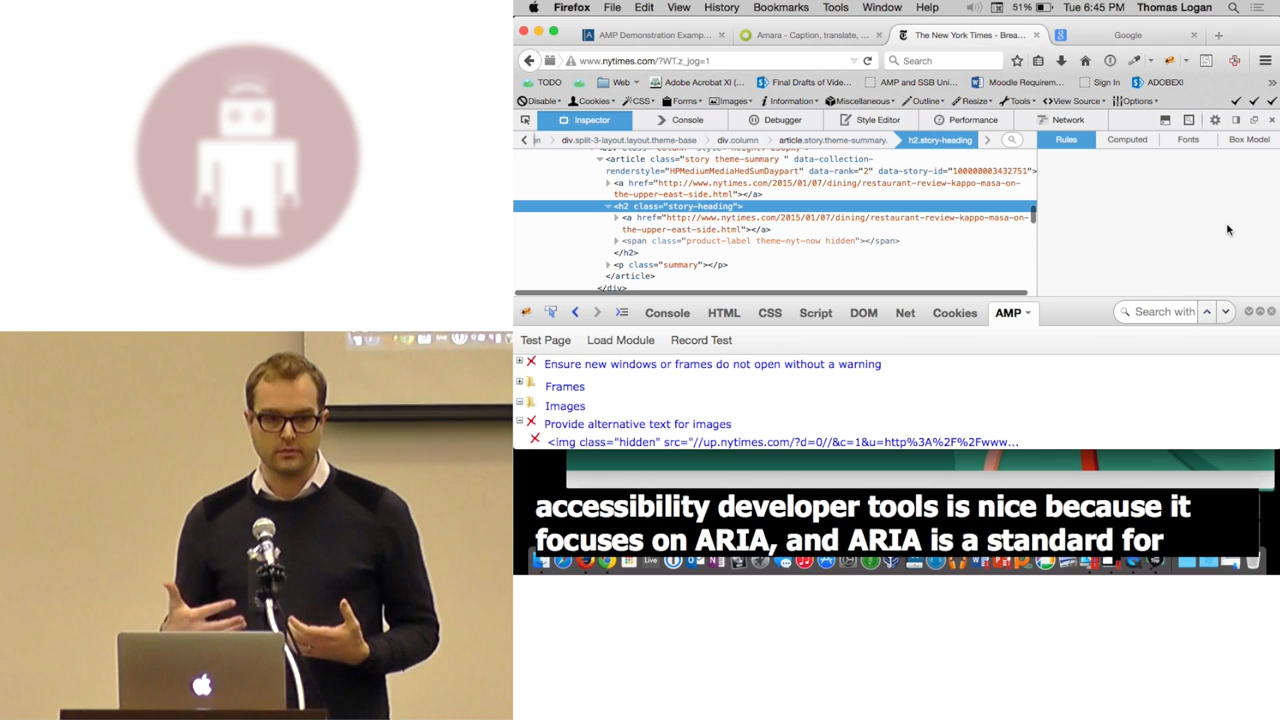 Firefox File Edit View History Bookmarks Tools Window Help 51% Tue 6:45 PM Thomas Logan
AMP Demonstration Examp... Amara - Caption, translate, ... The New York Times - Brea... Google
www.nytimes.com/?WT.z_jog=1 Search
TODO Web Adobe Acrobat XI (... Final Drafts of Vide... AMP and SSB Uni... Moodle Requirem... Sign In ADOBEXI
Disable Cookies CSS Forms Images Information Miscellaneous Outline Resize Tools View Source Options
Inspector Console Debugger Style Editor Performance Network
div.split-3-layout.layout.theme-base div.column article.story.theme-summary. h2.story-heading Rules Computed Fonts Box Model
<article class="story theme-summary " data-collection-
renderstyle="HPMediumMediaHedSumDaypart" data-rank="2" data-story-id="100000003432751">
<a href="http://www.nytimes.com/2015/01/07/dining/restaurant-review-kappo-masa-on-
the-upper-east-side.html"></a>
<h2 class="story-heading">
<a href="http://www.nytimes.com/2015/01/07/dining/restaurant-review-kappo-masa-on-
the-upper-east-side.html"></a>
<span class="product-label theme-nyt-now hidden"></span>
</h2>
<p class="summary"></p>
</article>
</div>
Console HTML CSS Script DOM Net Cookies AMP Search with
Test Page Load Module Record Test
Ensure new windows or frames do not open without a warning
Frames
Images
Provide alternative text for images
<img class="hidden" src="//up.nytimes.com/?d=0//&c=1&u=http%3A%2F%2Fwww...
accessibility developer tools is nice because it
focuses on ARIA, and ARIA is a standard for